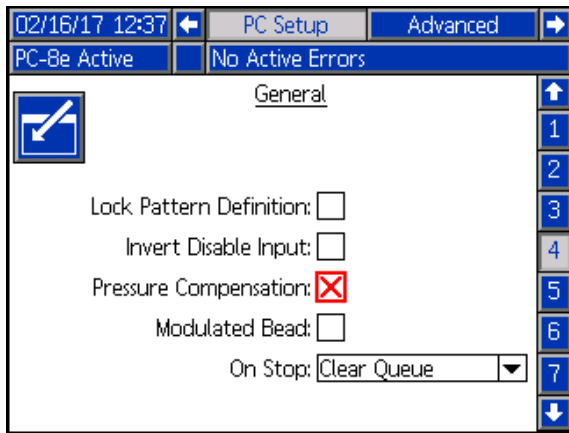 02/16/17 12:37 PC Setup Advanced
PC-8e Active No Active Errors
General
1
2
Lock Pattern Definition: 3
Invert Disable Input: 4
Pressure Compensation: 5
Modulated Bead: 6
On Stop: Clear Queue 7